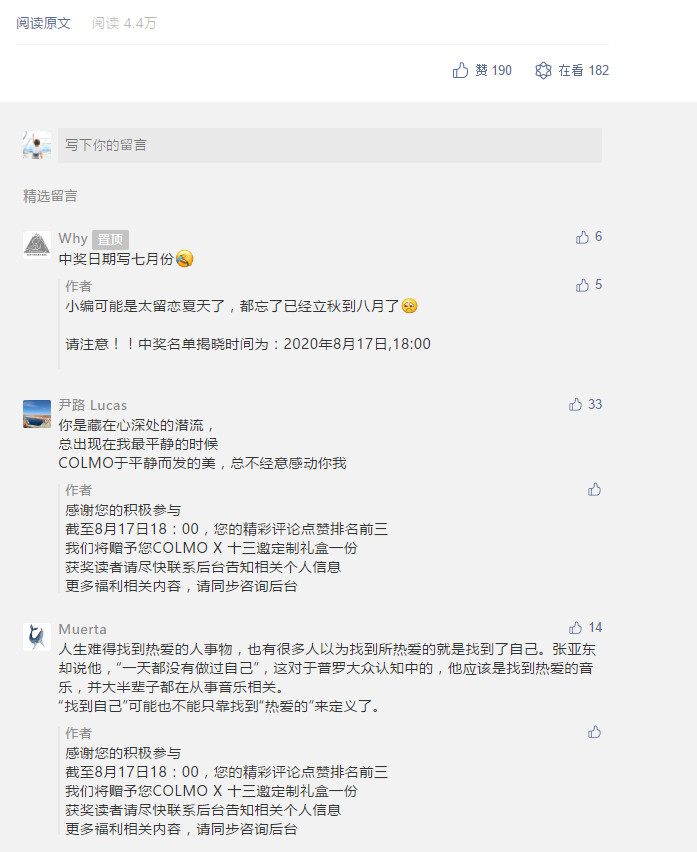 阅读原文 阅读 4.4万
赞 190 在看 182
写下你的留言
精选留言
Why 置顶 6
中奖日期写七月份
作者 5
小编可能是太留恋夏天了，都忘了已经立秋到八月了
请注意！！中奖名单揭晓时间为：2020年8月17日,18:00
尹路 Lucas 33
你是藏在心深处的潜流，
总出现在我最平静的时候
COLMO于平静而发的美，总不经意感动你我
作者
感谢您的积极参与
截至8月17日18：00，您的精彩评论点赞排名前三
我们将赠予您COLMO X 十三邀定制礼盒一份
获奖读者请尽快联系后台告知相关个人信息
更多福利相关内容，请同步咨询后台
Muerta 14
人生难得找到热爱的人事物，也有很多人以为找到所热爱的就是找到了自己。张亚东
却说他，“一天都没有做过自己”，这对于普罗大众认知中的，他应该是找到热爱的音
乐，并大半辈子都在从事音乐相关。
“找到自己”可能也不能只靠找到“热爱的”来定义了。
作者
感谢您的积极参与
截至8月17日18：00，您的精彩评论点赞排名前三
我们将赠予您COLMO X 十三邀定制礼盒一份
获奖读者请尽快联系后台告知相关个人信息
更多福利相关内容，请同步咨询后台